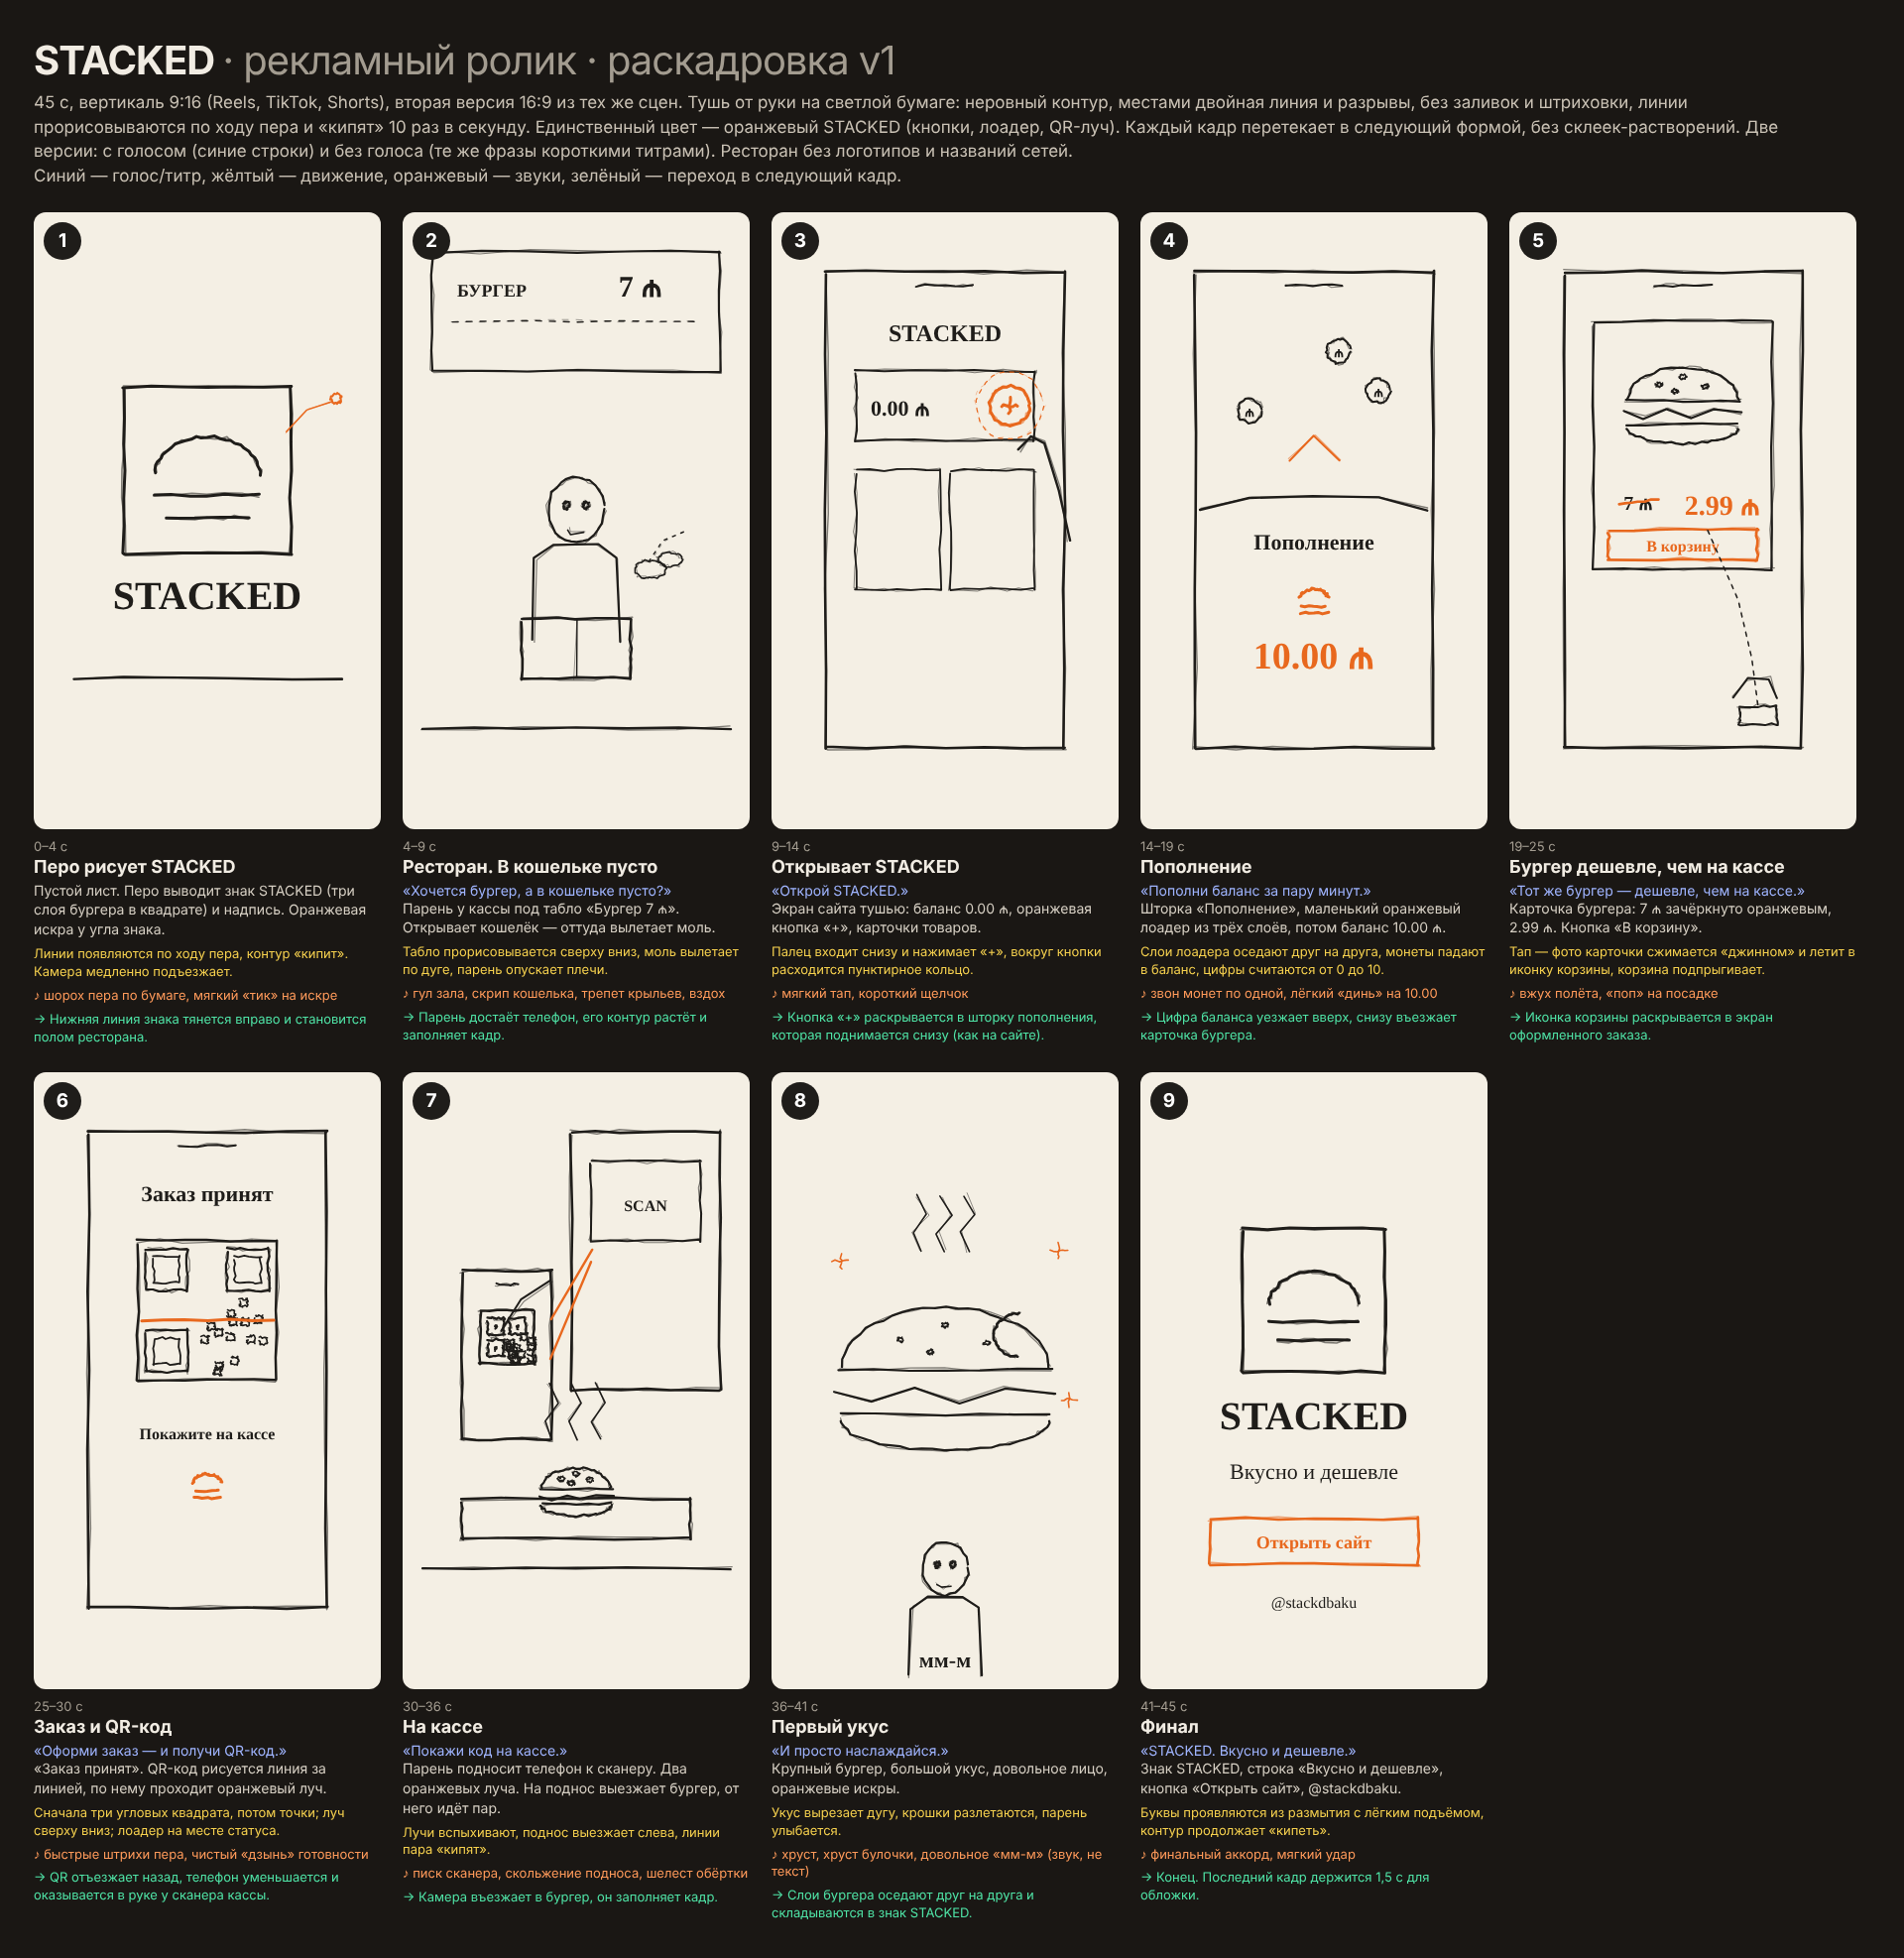 STACKED · рекламный ролик · раскадровка v1
45 с, вертикаль 9:16 (Reels, TikTok, Shorts), вторая версия 16:9 из тех же сцен. Тушь от руки на светлой бумаге: неровный контур, местами двойная линия и разрывы, без заливок и штриховки, линии
прорисовываются по ходу пера и «кипят» 10 раз в секунду. Единственный цвет — оранжевый STACKED (кнопки, лоадер, QR-луч). Каждый кадр перетекает в следующий формой, без склеек-растворений. Две
версии: с голосом (синие строки) и без голоса (те же фразы короткими титрами). Ресторан без логотипов и названий сетей.
Синий — голос/титр, жёлтый — движение, оранжевый — звуки, зелёный — переход в следующий кадр.
1
STACKED
0–4 с
Перо рисует STACKED
Пустой лист. Перо выводит знак STACKED (три
слоя бургера в квадрате) и надпись. Оранжевая
искра у угла знака.
Линии появляются по ходу пера, контур «кипит».
Камера медленно подъезжает.
♪ шорох пера по бумаге, мягкий «тик» на искре
→ Нижняя линия знака тянется вправо и становится
полом ресторана.
2
БУРГЕР 7 ₼
4–9 с
Ресторан. В кошельке пусто
«Хочется бургер, а в кошельке пусто?»
Парень у кассы под табло «Бургер 7 ₼».
Открывает кошелёк — оттуда вылетает моль.
Табло прорисовывается сверху вниз, моль вылетает
по дуге, парень опускает плечи.
♪ гул зала, скрип кошелька, трепет крыльев, вздох
→ Парень достаёт телефон, его контур растёт и
заполняет кадр.
3
STACKED
0.00 ₼
9–14 с
Открывает STACKED
«Открой STACKED.»
Экран сайта тушью: баланс 0.00 ₼, оранжевая
кнопка «+», карточки товаров.
Палец входит снизу и нажимает «+», вокруг кнопки
расходится пунктирное кольцо.
♪ мягкий тап, короткий щелчок
→ Кнопка «+» раскрывается в шторку пополнения,
которая поднимается снизу (как на сайте).
4
₼
₼
₼
Пополнение
10.00 ₼
14–19 с
Пополнение
«Пополни баланс за пару минут.»
Шторка «Пополнение», маленький оранжевый
лоадер из трёх слоёв, потом баланс 10.00 ₼.
Слои лоадера оседают друг на друга, монеты падают
в баланс, цифры считаются от 0 до 10.
♪ звон монет по одной, лёгкий «динь» на 10.00
→ Цифра баланса уезжает вверх, снизу въезжает
карточка бургера.
5
7 ₼ 2.99 ₼
В корзину
19–25 с
Бургер дешевле, чем на кассе
«Тот же бургер — дешевле, чем на кассе.»
Карточка бургера: 7 ₼ зачёркнуто оранжевым,
2.99 ₼. Кнопка «В корзину».
Тап — фото карточки сжимается «джинном» и летит в
иконку корзины, корзина подпрыгивает.
♪ вжух полёта, «поп» на посадке
→ Иконка корзины раскрывается в экран
оформленного заказа.
6
Заказ принят
Покажите на кассе
25–30 с
Заказ и QR-код
«Оформи заказ — и получи QR-код.»
«Заказ принят». QR-код рисуется линия за
линией, по нему проходит оранжевый луч.
Сначала три угловых квадрата, потом точки; луч
сверху вниз; лоадер на месте статуса.
♪ быстрые штрихи пера, чистый «дзынь» готовности
→ QR отъезжает назад, телефон уменьшается и
оказывается в руке у сканера кассы.
7
SCAN
30–36 с
На кассе
«Покажи код на кассе.»
Парень подносит телефон к сканеру. Два
оранжевых луча. На поднос выезжает бургер, от
него идёт пар.
Лучи вспыхивают, поднос выезжает слева, линии
пара «кипят».
♪ писк сканера, скольжение подноса, шелест обёртки
→ Камера въезжает в бургер, он заполняет кадр.
8
мм-м
36–41 с
Первый укус
«И просто наслаждайся.»
Крупный бургер, большой укус, довольное лицо,
оранжевые искры.
Укус вырезает дугу, крошки разлетаются, парень
улыбается.
♪ хруст, хруст булочки, довольное «мм-м» (звук, не
текст)
→ Слои бургера оседают друг на друга и
складываются в знак STACKED.
9
STACKED
Вкусно и дешевле
Открыть сайт
@stackdbaku
41–45 с
Финал
«STACKED. Вкусно и дешевле.»
Знак STACKED, строка «Вкусно и дешевле»,
кнопка «Открыть сайт», @stackdbaku.
Буквы проявляются из размытия с лёгким подъёмом,
контур продолжает «кипеть».
♪ финальный аккорд, мягкий удар
→ Конец. Последний кадр держится 1,5 с для
обложки.